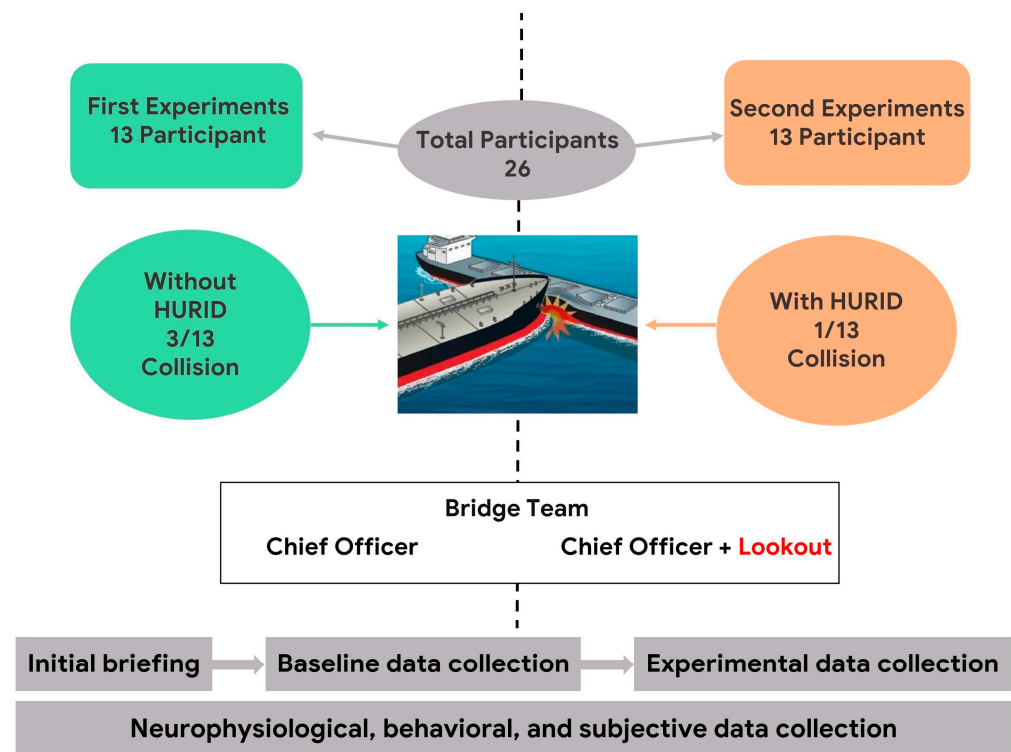 First Experiments
13 Participant
Total Participants
26
Second Experiments
13 Participant
Without
HURID
3/13
Collision
With HURID
1/13
Collision
Bridge Team
Chief Officer
Chief Officer + Lookout
Initial briefing
Baseline data collection
Experimental data collection
Neurophysiological, behavioral, and subjective data collection